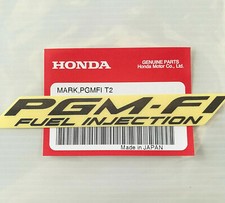 HONDA
GENUINE PARTS
Honda Motor Co., Ltd.
MARK,PGMFI T2
PGM-FI
FUEL INJECTION
Made in JAPAN